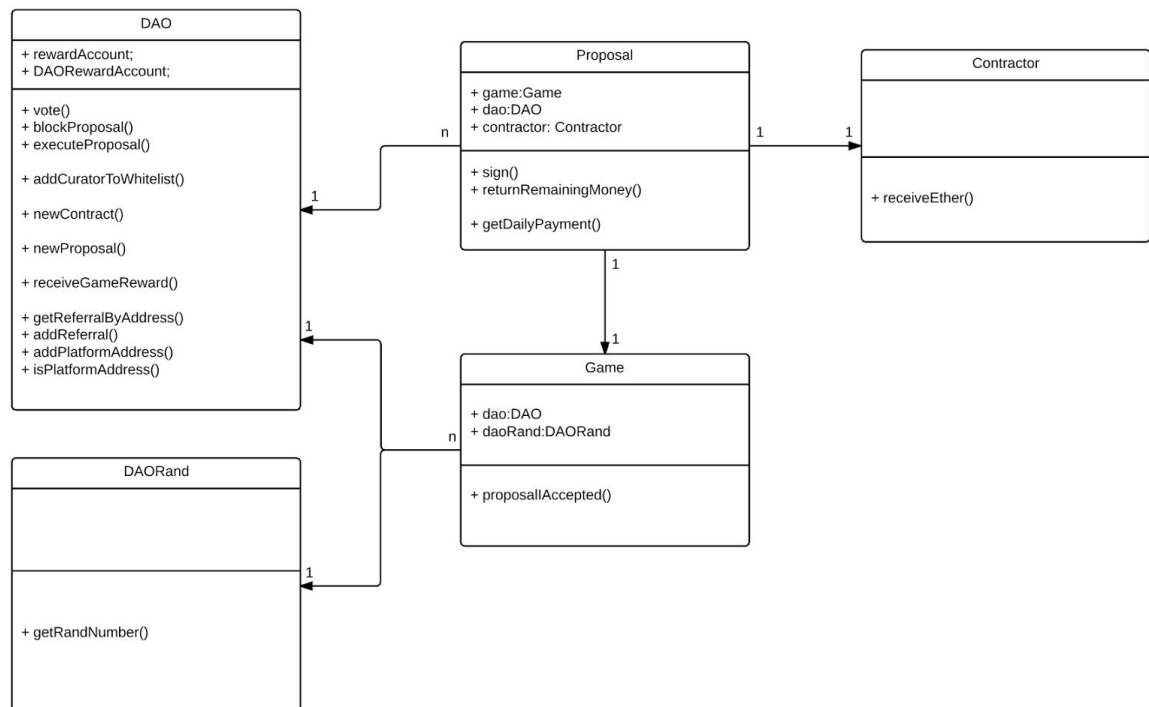 DAO
+ rewardAccount;
+ DAORewardAccount;
+ vote()
+ blockProposal()
+ executeProposal()
+ addCuratorToWhitelist()
+ newContract()
+ newProposal()
+ receiveGameReward()
+ getReferralByAddress()
+ addReferral()
+ addPlatformAddress()
+ isPlatformAddress()
n
1
1
Proposal
+ game:Game
+ dao:DAO
+ contractor: Contractor
+ sign()
+ returnRemainingMoney()
+ getDailyPayment()
1
1
Contractor
+ receiveEther()
1
1
Game
+ dao:DAO
+ daoRand:DAORand
+ proposallAccepted()
n
1
DAORand
+ getRandNumber()